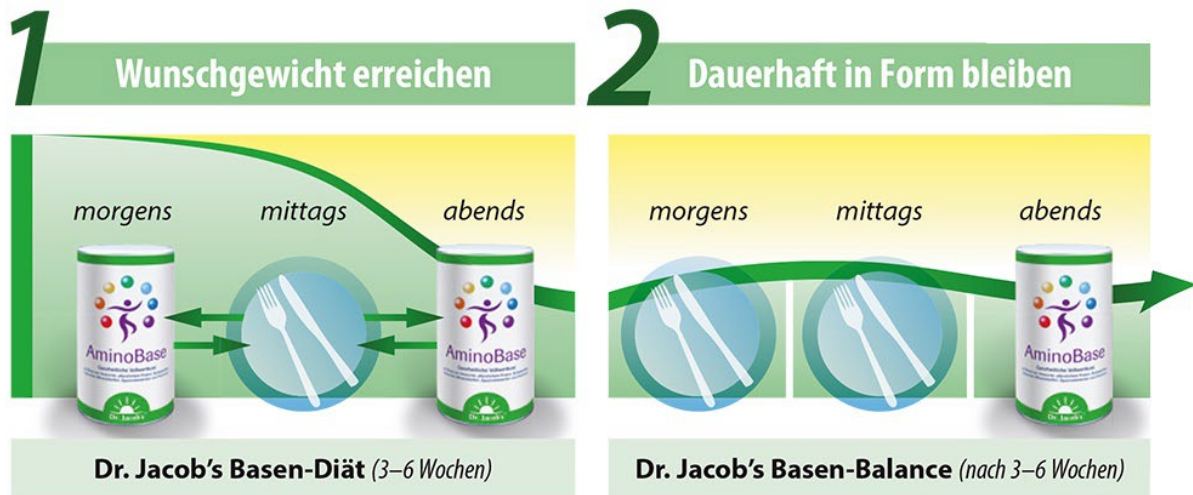 1
Wunschgewicht erreichen
morgens
mittags
abends
AminoBase
Dr. Jacob's
AminoBase
Dr. Jacob's
Dr. Jacob’s Basen-Diät (3–6 Wochen)
2
Dauerhaft in Form bleiben
morgens
mittags
abends
AminoBase
Dr. Jacob's
Dr. Jacob’s Basen-Balance (nach 3–6 Wochen)